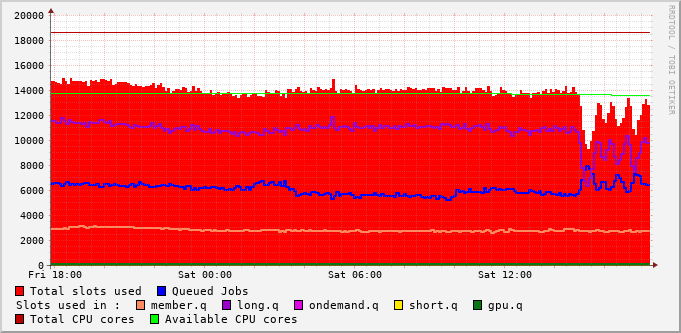 RRDTOOL / TOBI OETIKER
20000
18000
16000
14000
12000
10000
8000
6000
4000
2000
0
Fri 18:00 Sat 00:00 Sat 06:00 Sat 12:00
Total slots used Queued Jobs
Slots used in : member.q long.q ondemand.q short.q gpu.q
Total CPU cores Available CPU cores